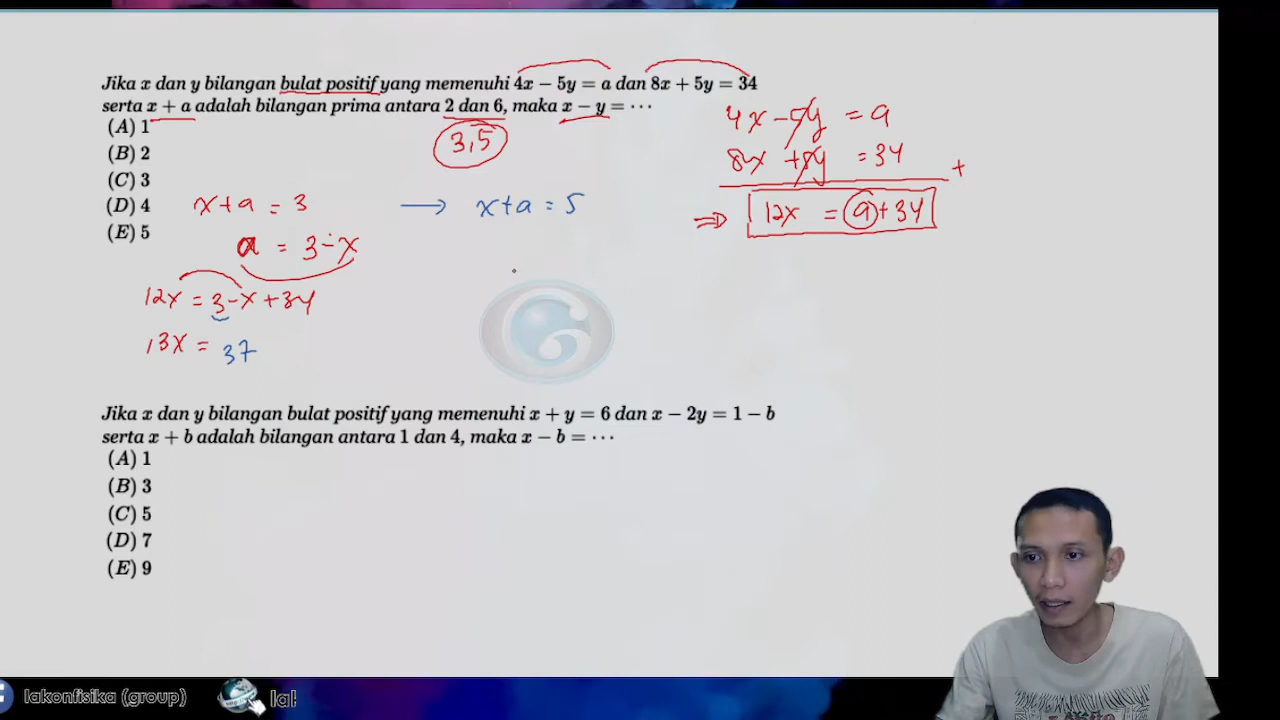 Jika x dan y bilangan bulat positif yang memenuhi 4x − 5y = a dan 8x + 5y = 34
serta x + a adalah bilangan prima antara 2 dan 6, maka x − y = ⋯
(A) 1
(B) 2
(C) 3
(D) 4
(E) 5
3,5
4x − 5y = a
8x + 5y = 34
+
⇒ 12x = a + 34
x + a = 3
a = 3 − x
12x = 3 − x + 34
13x = 37
→ x + a = 5
Jika x dan y bilangan bulat positif yang memenuhi x + y = 6 dan x − 2y = 1 − b
serta x + b adalah bilangan antara 1 dan 4, maka x − b = ⋯
(A) 1
(B) 3
(C) 5
(D) 7
(E) 9
lakonfisika (group)